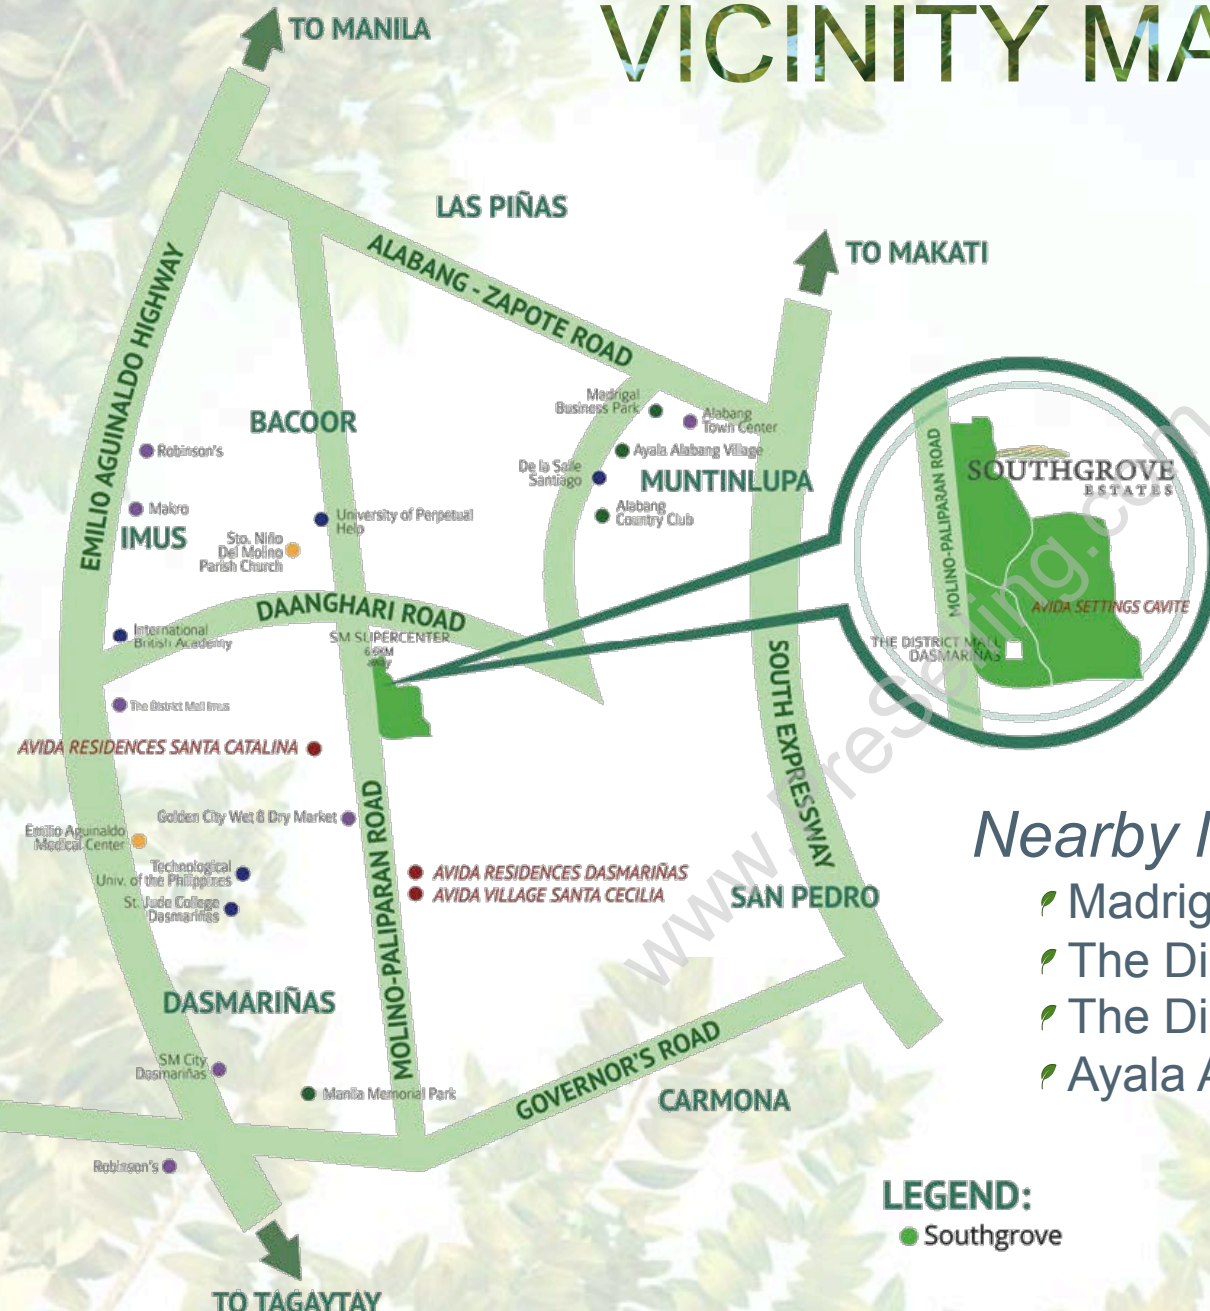 VICINITY MA
TO MANILA
LAS PIÑAS
ALABANG - ZAPOTE ROAD
TO MAKATI
EMILIO AGUINALDO HIGHWAY
BACOOR
Madrigal
Business Park
Alabang
Town Center
Ayala Alabang Village
De la Salle
Santiago
MUNTINLUPA
Alabang
Country Club
Robinson's
Makro
IMUS
University of Perpetual
Help
Sto. Niño
Del Molino
Parish Church
MOLINO-PALIPARAN ROAD
SOUTHGROVE
ESTATES
AVIDA SETTINGS CAVITE
THE DISTRICT MALL
DASMARIÑAS
DAANGHARI ROAD
International
British Academy
SM SUPERCENTER
6.6KM
away
The District Mall Imus
AVIDA RESIDENCES SANTA CATALINA
SOUTH EXPRESSWAY
Golden City Wet & Dry Market
Emilio Aguinaldo
Medical Center
Technological
Univ. of the Philippines
St. Jude College
Dasmariñas
MOLINO-PALIPARAN ROAD
AVIDA RESIDENCES DASMARIÑAS
AVIDA VILLAGE SANTA CECILIA
SAN PEDRO
Nearby
Madrig
The Di
The Di
Ayala A
DASMARIÑAS
SM City
Dasmariñas
Manila Memorial Park
GOVERNOR'S ROAD
CARMONA
Robinson's
LEGEND:
Southgrove
TO TAGAYTAY